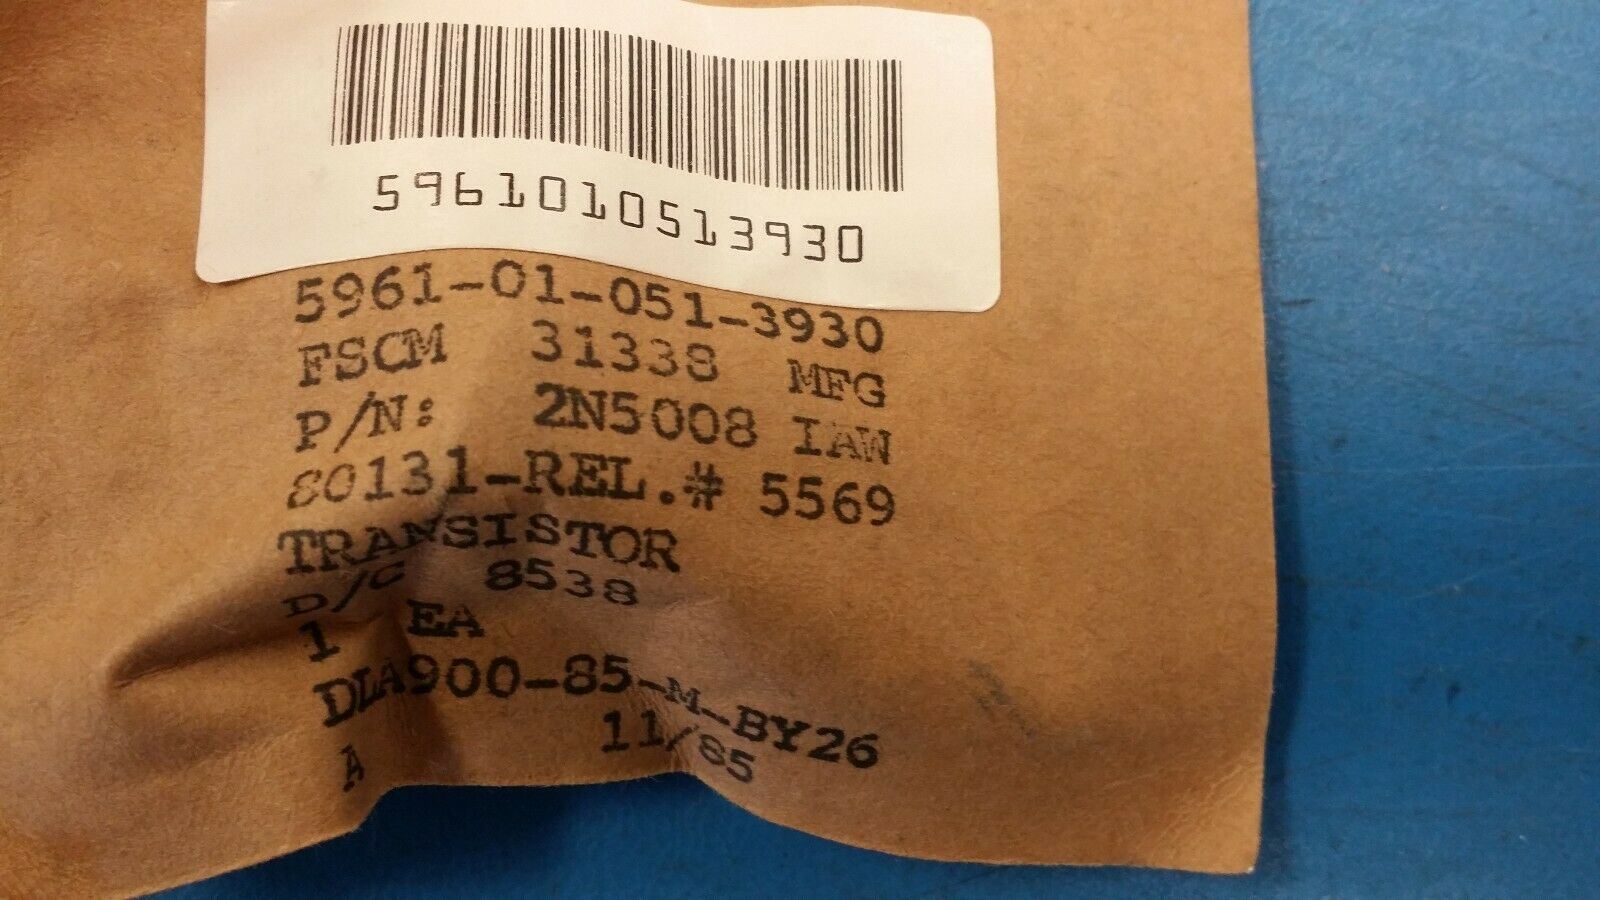 5961010513930
5961-01-051-3930
FSCM 31338 MFG
P/N: 2N5008 IAW
80131-REL.# 5569
TRANSISTOR
D/C 8538
1 EA
DLA900-85-M-BY26
A 11/85